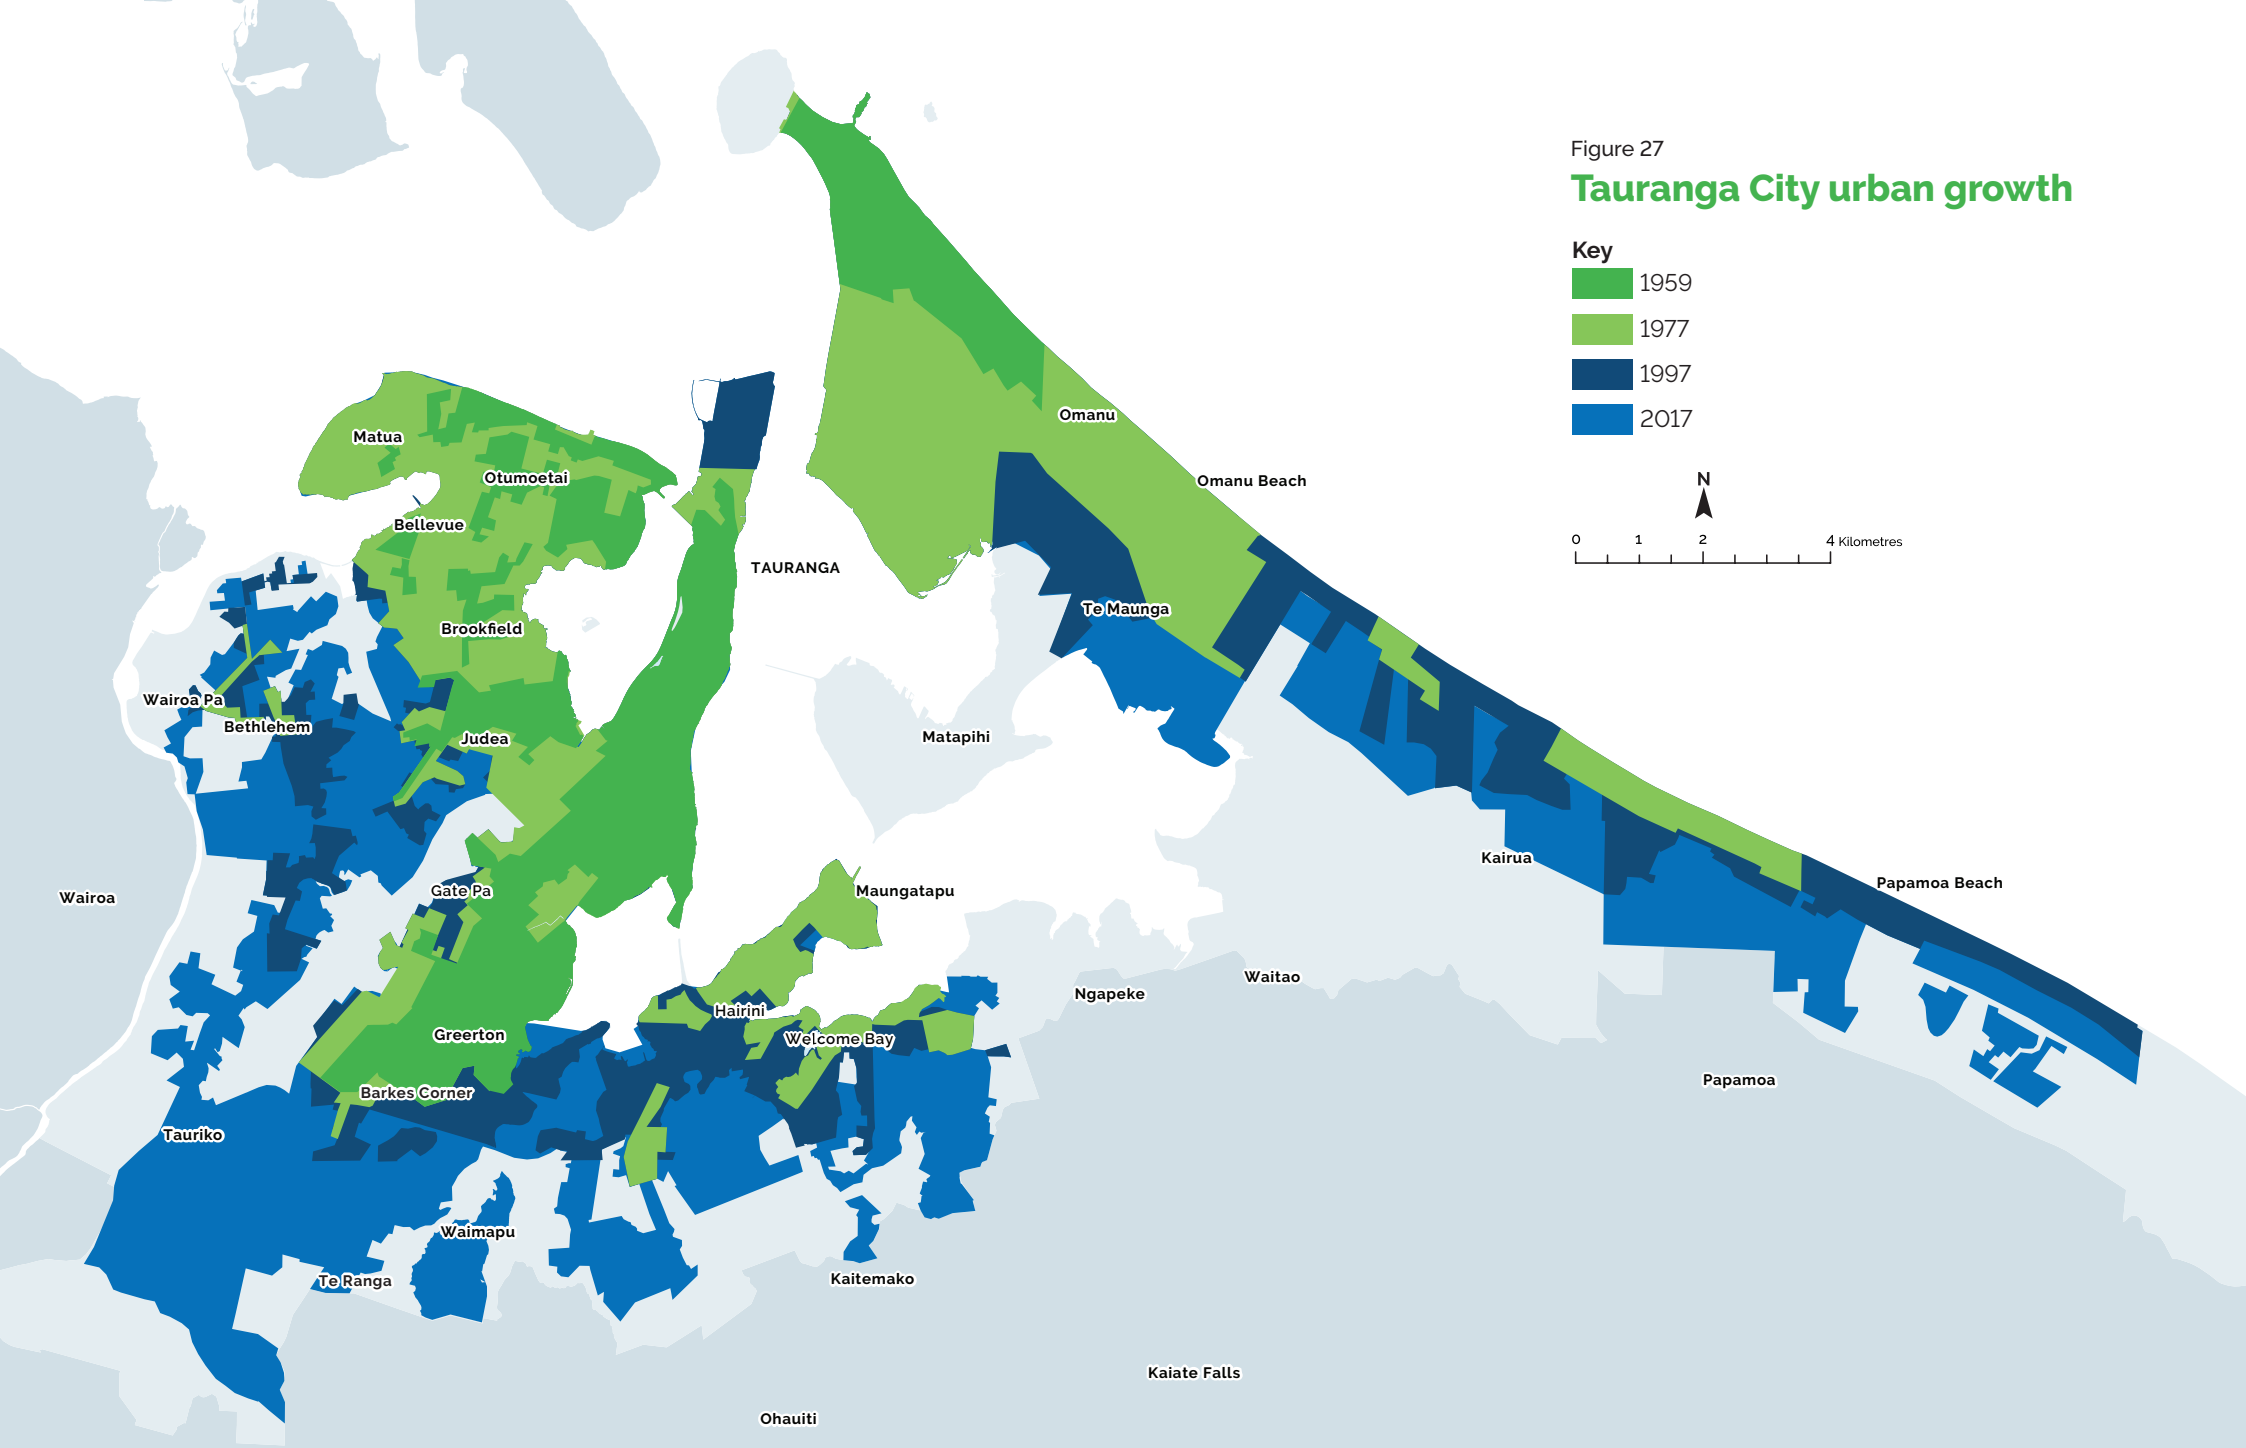 Figure 27
Tauranga City urban growth
Key
1959
1977
1997
2017
N
0 1 2 4 Kilometres
Matua
Omanu
Otumoetai
Omanu Beach
Bellevue
TAURANGA
Te Maunga
Brookfield
Wairoa Pa
Bethlehem
Judea
Matapihi
Kairua
Wairoa
Gate Pa
Maungatapu
Papamoa Beach
Waitao
Ngapeke
Hairini
Greerton
Welcome Bay
Papamoa
Barkes Corner
Tauriko
Waimapu
Te Ranga
Kaitemako
Kaiate Falls
Ohauiti